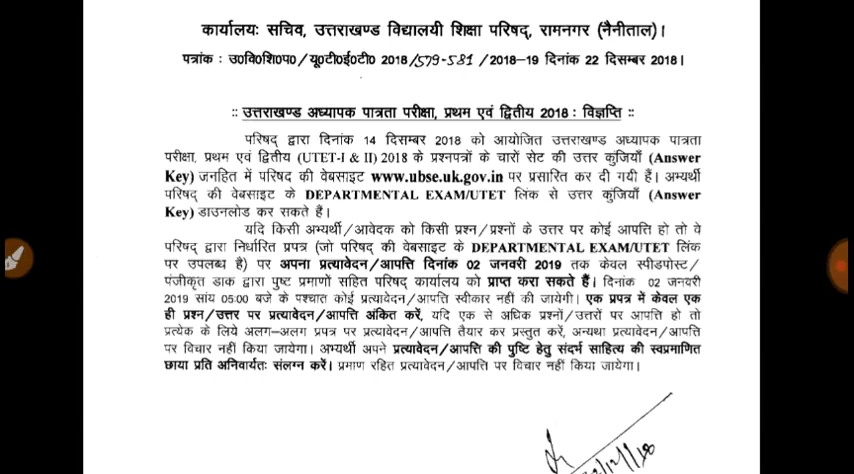 कार्यालयः सचिव, उत्तराखण्ड विद्यालयी शिक्षा परिषद्, रामनगर (नैनीताल)।
पत्रांक : उ0वि0शि0प0/यू0टी0ई0टी0 2018/579-581/2018-19 दिनांक 22 दिसम्बर 2018।
:: उत्तराखण्ड अध्यापक पात्रता परीक्षा, प्रथम एवं द्वितीय 2018 : विज्ञप्ति ::
परिषद् द्वारा दिनांक 14 दिसम्बर 2018 को आयोजित उत्तराखण्ड अध्यापक पात्रता
परीक्षा, प्रथम एवं द्वितीय (UTET-I & II) 2018 के प्रश्नपत्रों के चारों सेट की उत्तर कुंजियाँ (Answer
Key) जनहित में परिषद की वेबसाइट www.ubse.uk.gov.in पर प्रसारित कर दी गयी हैं। अभ्यर्थी
परिषद् की वेबसाइट के DEPARTMENTAL EXAM/UTET लिंक से उत्तर कुंजियाँ (Answer
Key) डाउनलोड कर सकते हैं।
यदि किसी अभ्यर्थी/आवेदक को किसी प्रश्न/प्रश्नों के उत्तर पर कोई आपत्ति हो तो वे
परिषद् द्वारा निर्धारित प्रपत्र (जो परिषद् की वेबसाइट के DEPARTMENTAL EXAM/UTET लिंक
पर उपलब्ध है) पर अपना प्रत्यावेदन/आपत्ति दिनांक 02 जनवरी 2019 तक केवल स्पीडपोस्ट/
पंजीकृत डाक द्वारा पुष्ट प्रमाणों सहित परिषद् कार्यालय को प्राप्त करा सकते हैं। दिनांक 02 जनवरी
2019 सांय 05:00 बजे के पश्चात कोई प्रत्यावेदन/आपत्ति स्वीकार नहीं की जायेगी। एक प्रपत्र में केवल एक
ही प्रश्न/उत्तर पर प्रत्यावेदन/आपत्ति अंकित करें, यदि एक से अधिक प्रश्नों/उत्तरों पर आपत्ति हो तो
प्रत्येक के लिये अलग-अलग प्रपत्र पर प्रत्यावेदन/आपत्ति तैयार कर प्रस्तुत करें, अन्यथा प्रत्यावेदन/आपत्ति
पर विचार नहीं किया जायेगा। अभ्यर्थी अपने प्रत्यावेदन/आपत्ति की पुष्टि हेतु संदर्भ साहित्य की स्वप्रमाणित
छाया प्रति अनिवार्यतः संलग्न करें। प्रमाण रहित प्रत्यावेदन/आपत्ति पर विचार नहीं किया जायेगा।